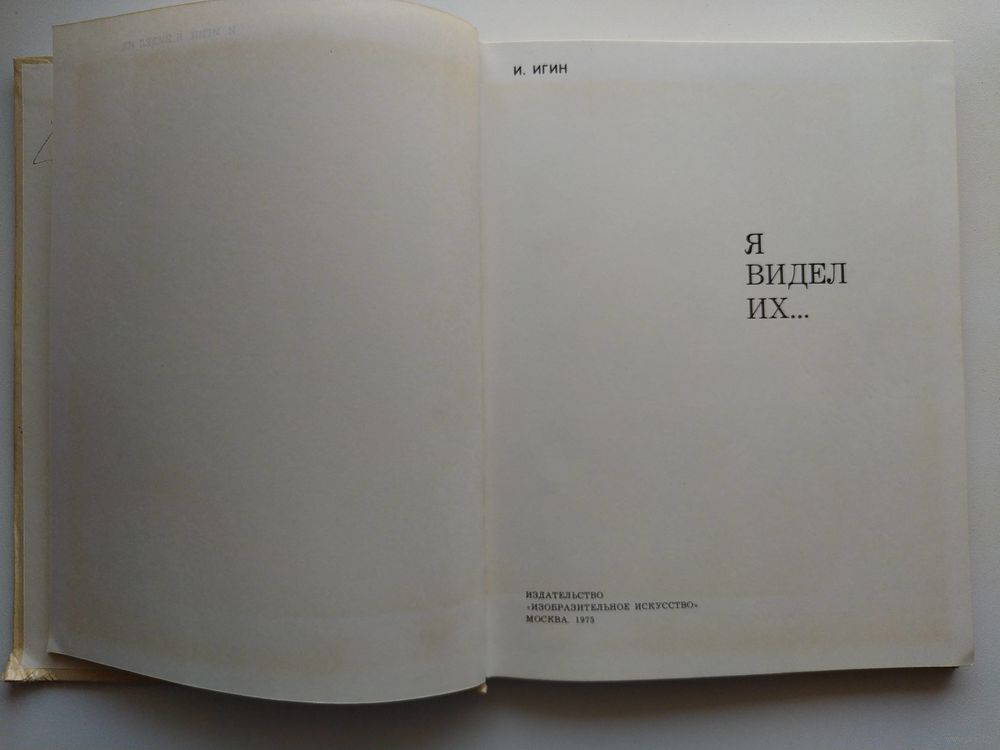 И. ИГИН
Я
ВИДЕЛ
ИХ...
ИЗДАТЕЛЬСТВО
«ИЗОБРАЗИТЕЛЬНОЕ ИСКУССТВО»
МОСКВА. 1975